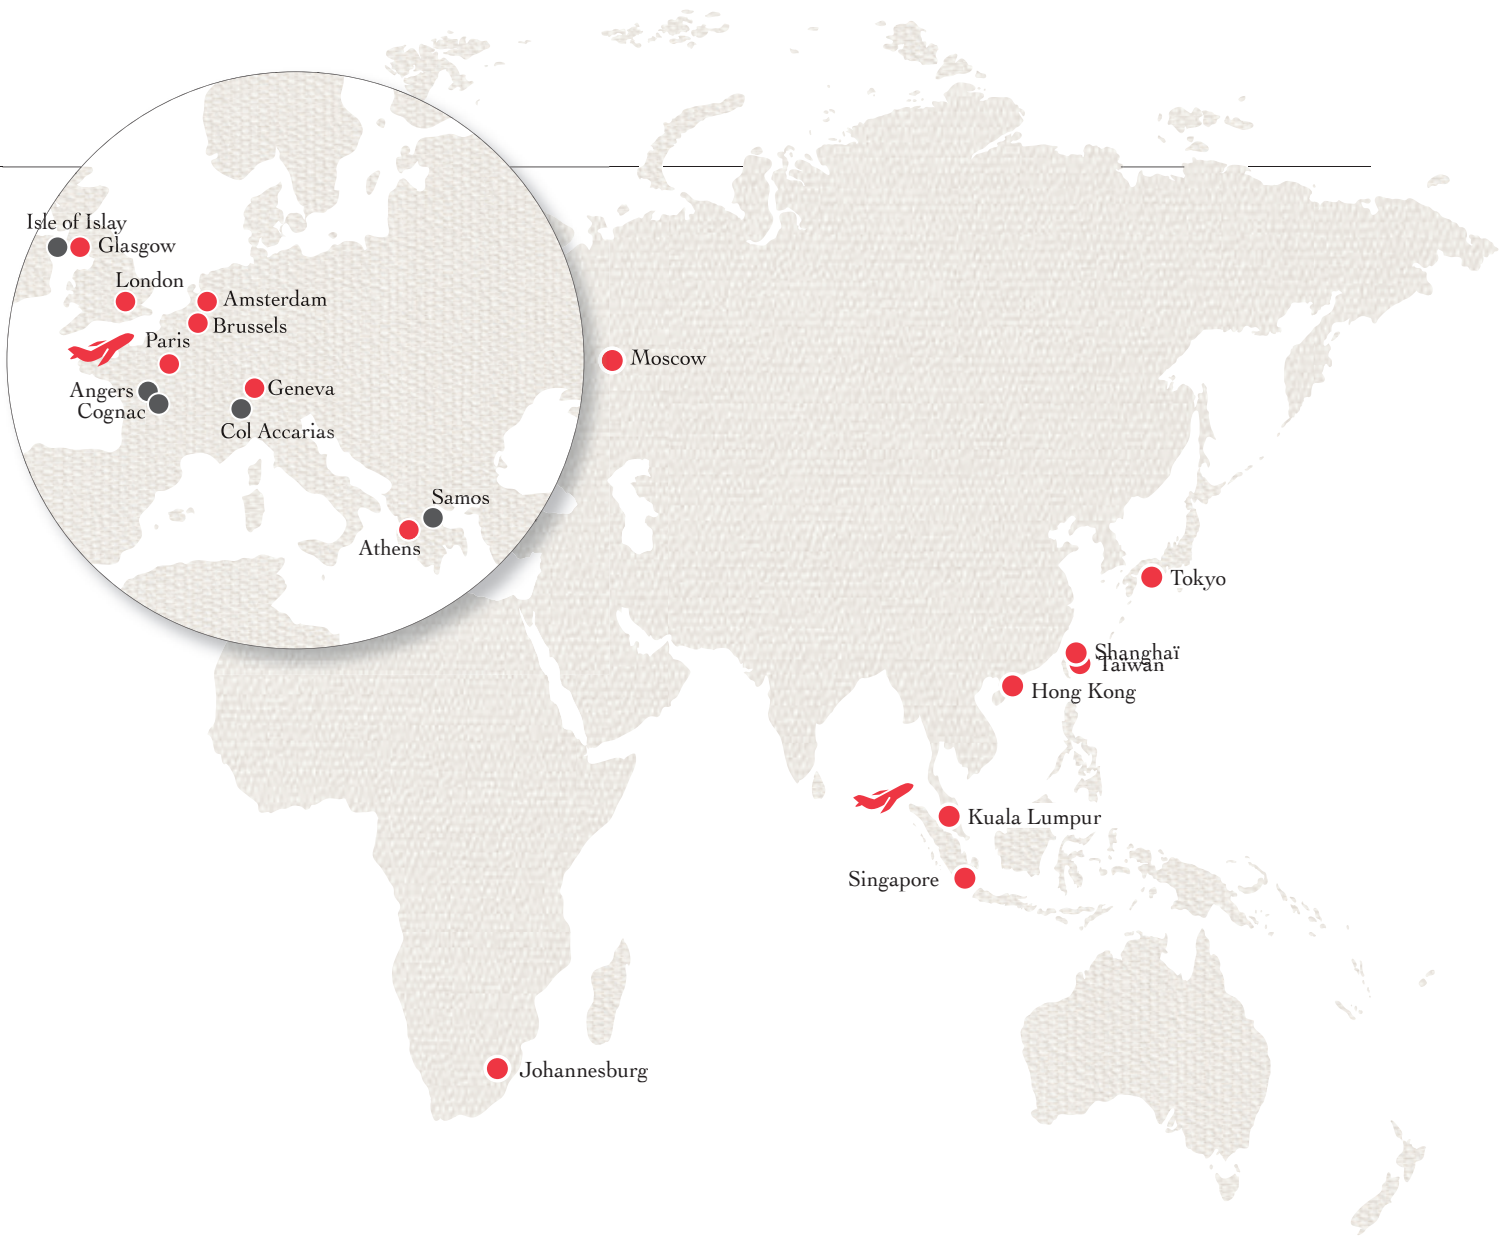 Isle of Islay
Glasgow
London
Amsterdam
Brussels
Paris
Moscow
Angers
Geneva
Cognac
Col Accarias
Samos
Athens
Tokyo
Shanghaï
Taïwan
Hong Kong
Kuala Lumpur
Singapore
Johannesburg